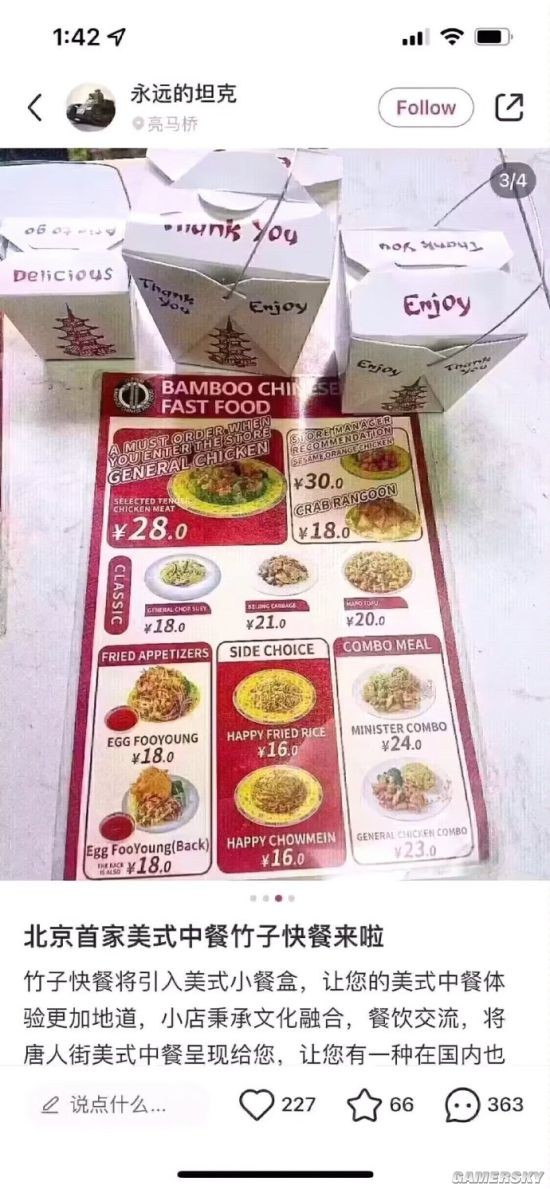 1:42
永远的坦克
亮马桥
Follow
3/4
Thank You
Delicious
Thank
You
Enjoy
Thank You
Enjoy
Enjoy
Thank
You
BAMBOO CHINESE
FAST FOOD
A MUST ORDER WHEN
YOU ENTER THE STORE
GENERAL CHICKEN
SELECTED TENDER
CHICKEN MEAT
¥28.0
STORE MANAGER
RECOMMENDATION
SESAME ORANGE CHICKEN
¥30.0
CRAB RANGOON
¥18.0
CLASSIC
GENERAL CHOP SUEY
¥18.0
BEIJING CABBAGE
¥21.0
MAPO TOFU
¥20.0
FRIED APPETIZERS
EGG FOOYOUNG
¥18.0
Egg FooYoung(Back)
THE BACK
IS ALSO
¥18.0
SIDE CHOICE
HAPPY FRIED RICE
¥16.0
HAPPY CHOWMEIN
¥16.0
COMBO MEAL
MINISTER COMBO
¥24.0
GENERAL CHICKEN COMBO
¥23.0
北京首家美式中餐竹子快餐来啦
竹子快餐将引入美式小餐盒，让您的美式中餐体
验更加地道，小店秉承文化融合，餐饮交流，将
唐人街美式中餐呈现给您，让您有一种在国内也
说点什么...
227
66
363
GAMERSKY